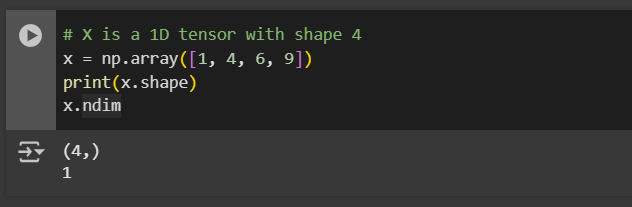 # X is a 1D tensor with shape 4
x = np.array([1, 4, 6, 9])
print(x.shape)
x.ndim
(4,)
1